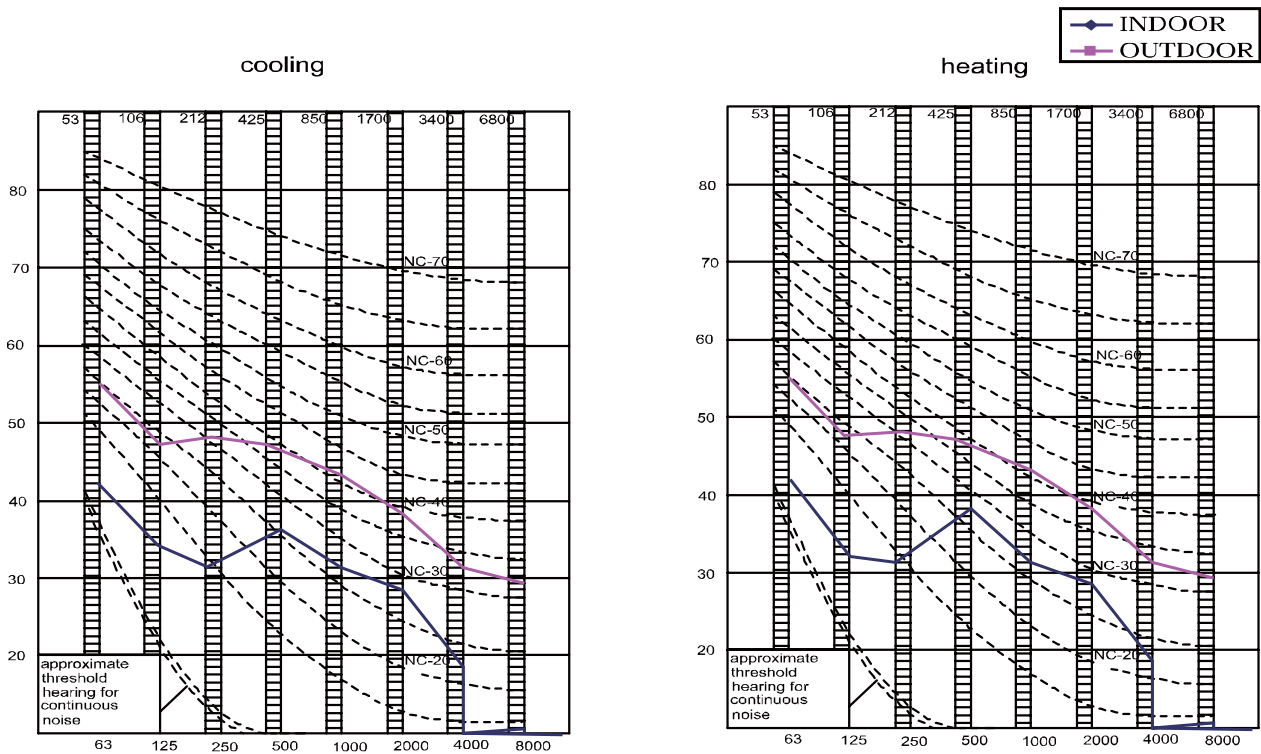 INDOOR
OUTDOOR
cooling
53 106 212 425 850 1700 3400 6800
80
70
60
50
40
30
20
NC-70
NC-60
NC-50
NC-40
NC-30
NC-20
approximate
threshold
hearing for
continuous
noise
63 125 250 500 1000 2000 4000 8000
heating
53 106 212 425 850 1700 3400 6800
80
70
60
50
40
30
20
NC-70
NC-60
NC-50
NC-40
NC-30
NC-20
approximate
threshold
hearing for
continuous
noise
63 125 250 500 1000 2000 4000 8000